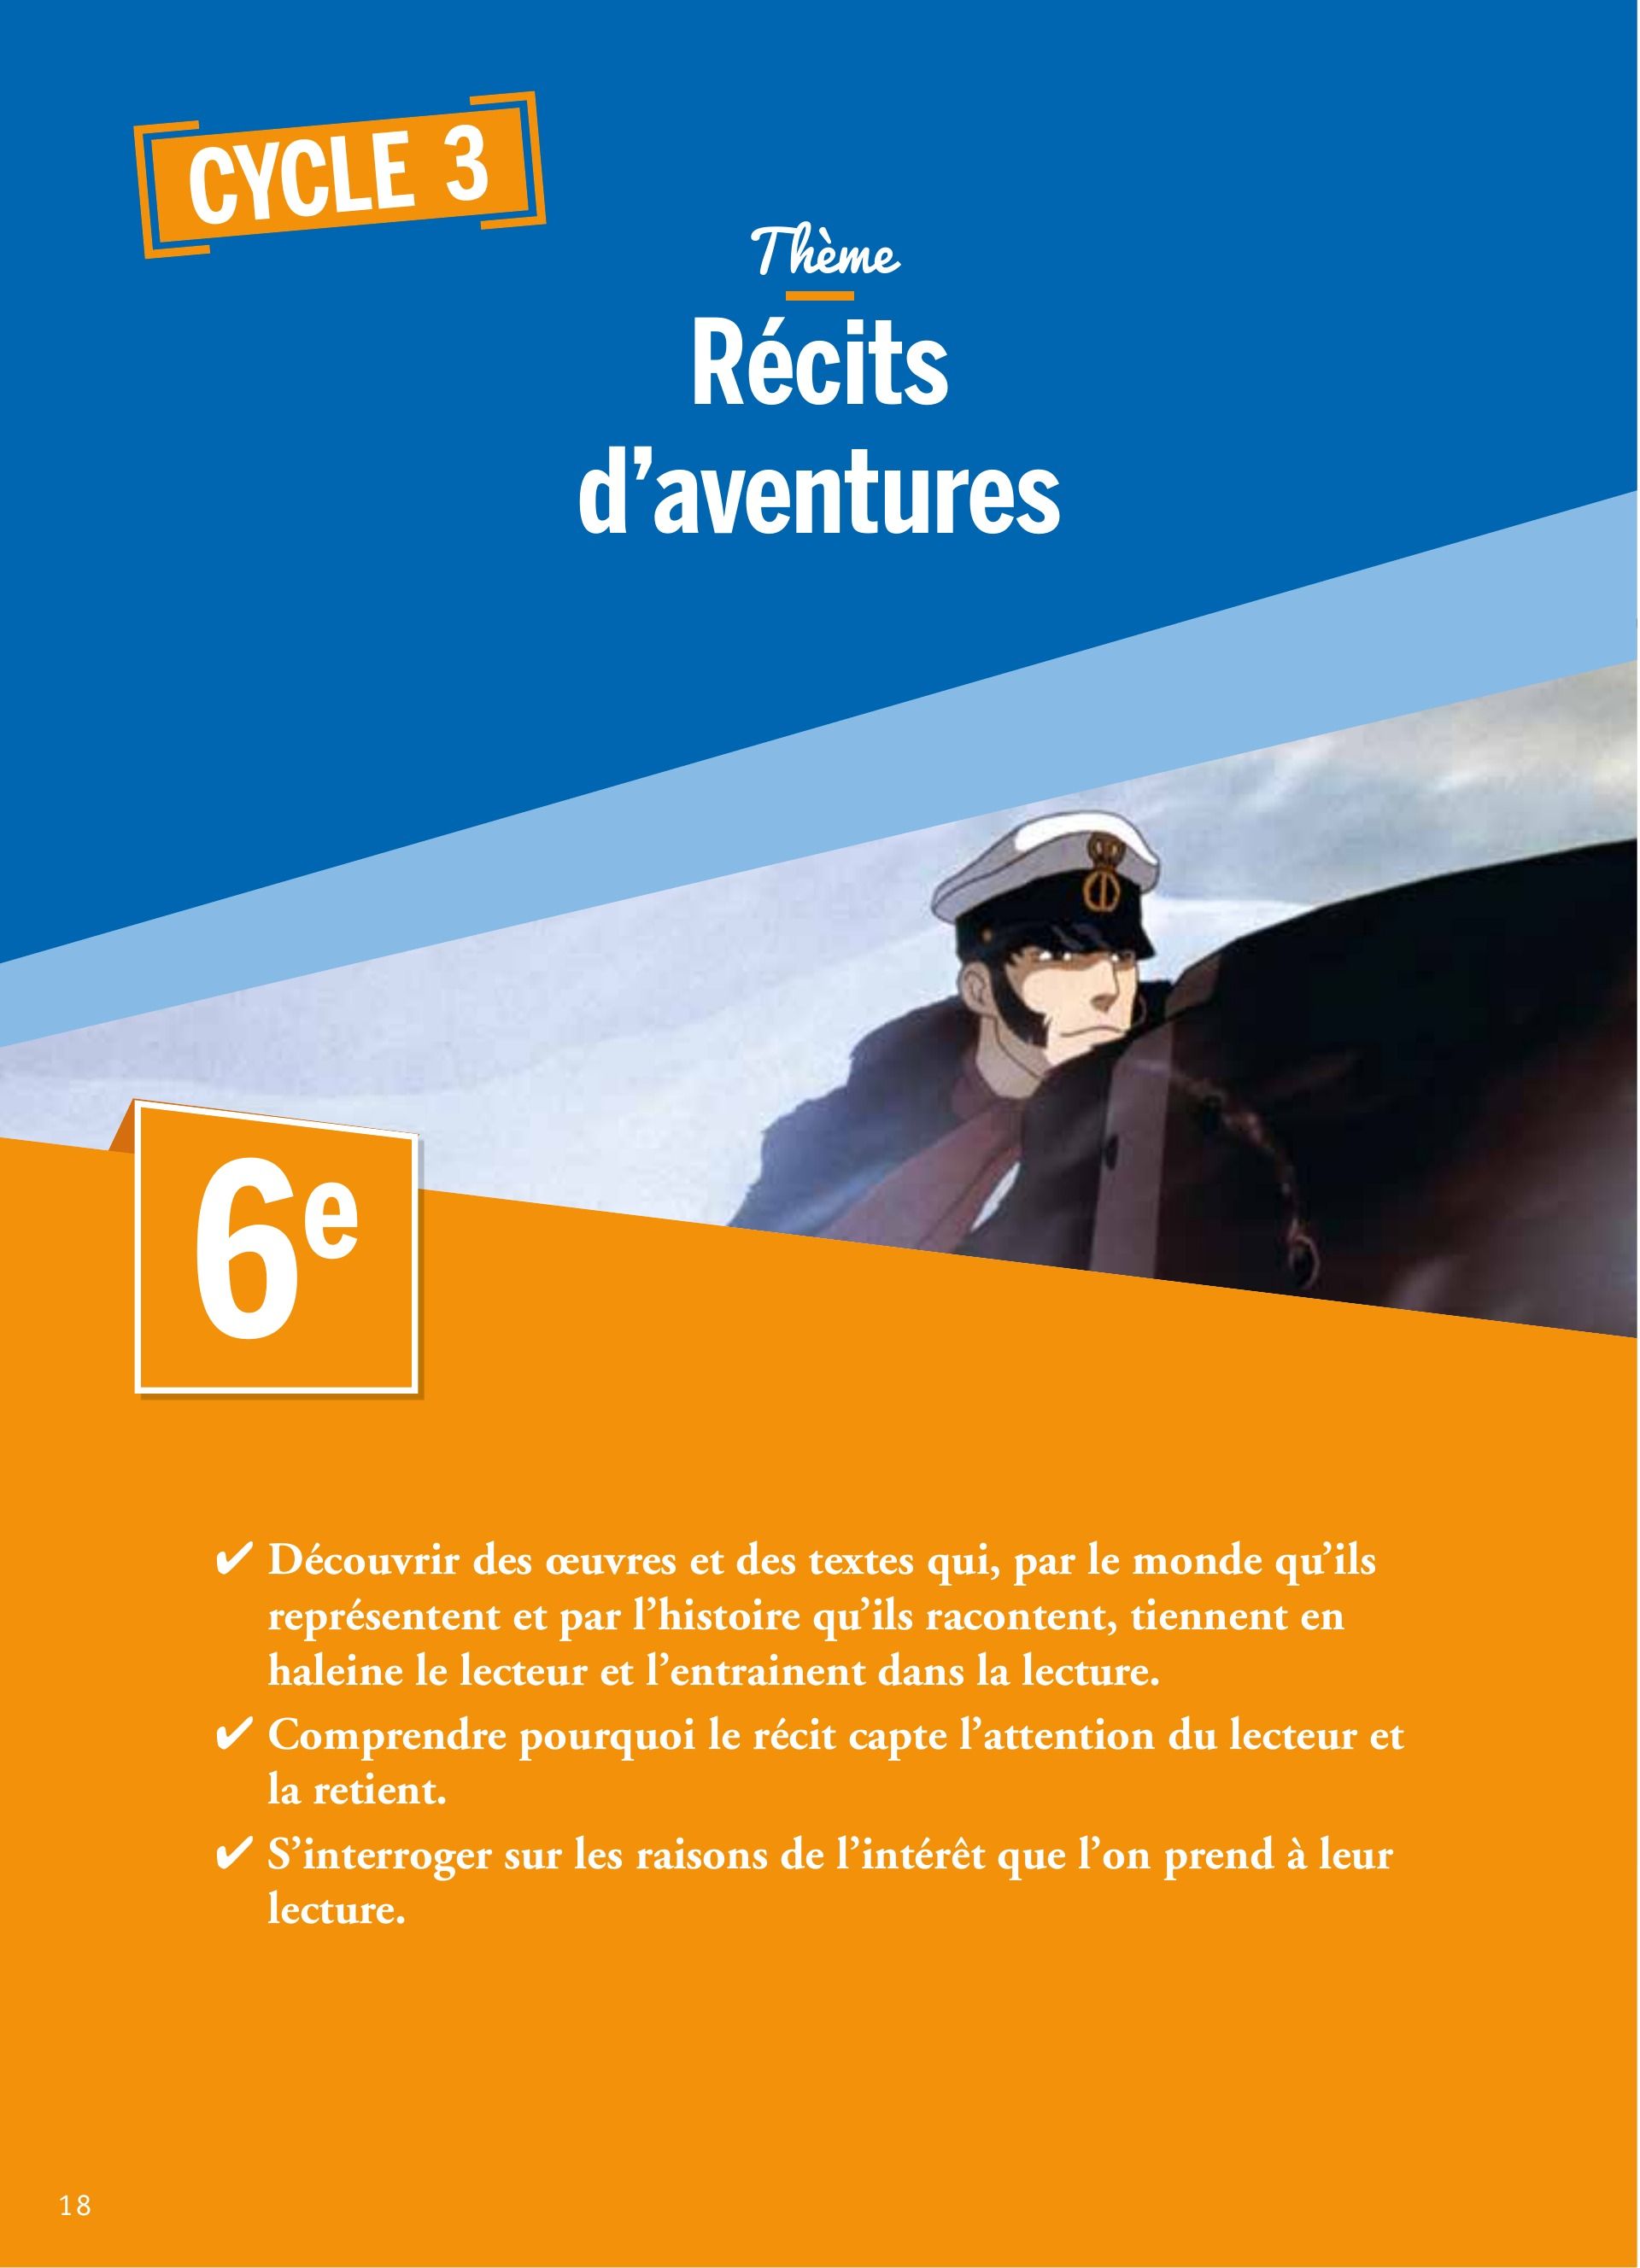 CYCLE 3
Thème
Récits
d’aventures
6e
✔ Découvrir des œuvres et des textes qui, par le monde qu’ils
représentent et par l’histoire qu’ils racontent, tiennent en
haleine le lecteur et l’entrainent dans la lecture.
✔ Comprendre pourquoi le récit capte l’attention du lecteur et
la retient.
✔ S’interroger sur les raisons de l’intérêt que l’on prend à leur
lecture.
18